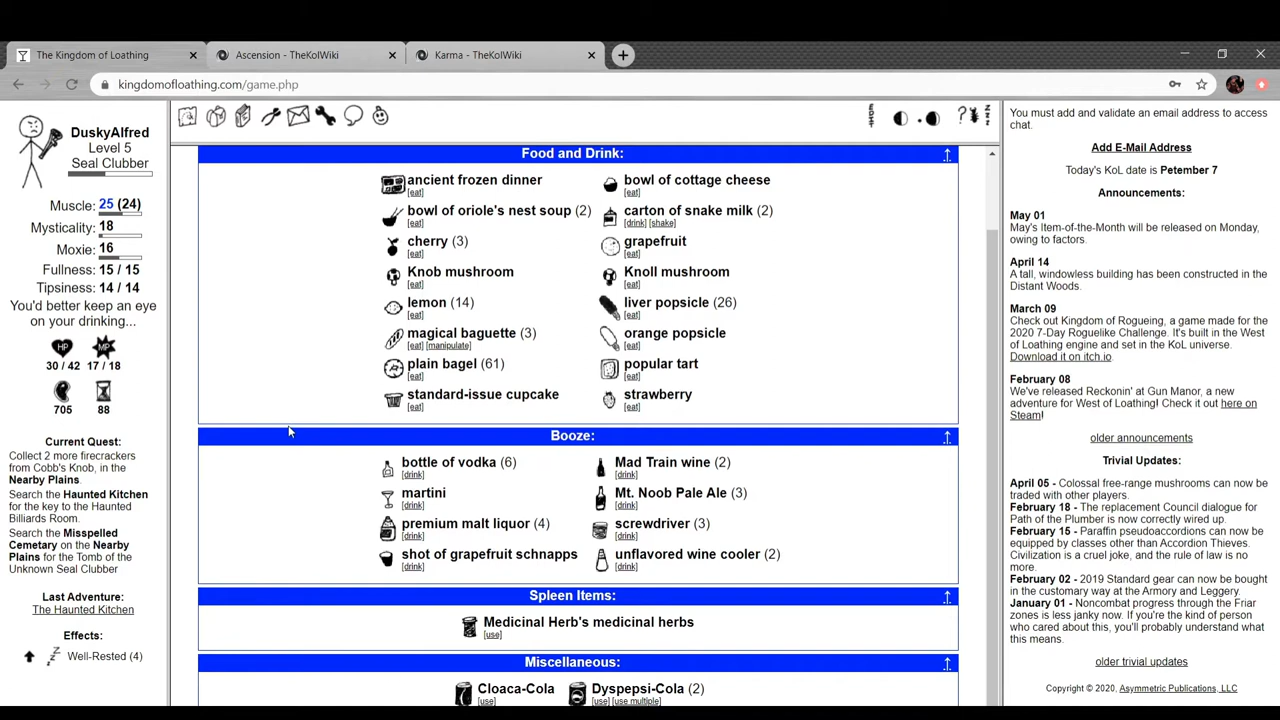 The Kingdom of Loathing
Ascension - TheKolWiki
Karma - TheKolWiki
kingdomofloathing.com/game.php
DuskyAlfred
Level 5
Seal Clubber
Muscle: 25 (24)
Mysticality: 18
Moxie: 16
Fullness: 15 / 15
Tipsiness: 14 / 14
You'd better keep an eye
on your drinking...
HP MP
30 / 42 17 / 18
705 88
Current Quest:
Collect 2 more firecrackers
from Cobb's Knob, in the
Nearby Plains.
Search the Haunted Kitchen
for the key to the Haunted
Billiards Room.
Search the Misspelled
Cemetary on the Nearby
Plains for the Tomb of the
Unknown Seal Clubber
Last Adventure:
The Haunted Kitchen
Effects:
Well-Rested (4)
Food and Drink:
ancient frozen dinner
[eat]
bowl of cottage cheese
[eat]
bowl of oriole's nest soup (2)
[eat]
carton of snake milk (2)
[drink] [shake]
cherry (3)
[eat]
grapefruit
[eat]
Knob mushroom
[eat]
Knoll mushroom
[eat]
lemon (14)
[eat]
liver popsicle (26)
[eat]
magical baguette (3)
[eat] [manipulate]
orange popsicle
[eat]
plain bagel (61)
[eat]
popular tart
[eat]
standard-issue cupcake
[eat]
strawberry
[eat]
Booze:
bottle of vodka (6)
[drink]
Mad Train wine (2)
[drink]
martini
[drink]
Mt. Noob Pale Ale (3)
[drink]
premium malt liquor (4)
[drink]
screwdriver (3)
[drink]
shot of grapefruit schnapps
[drink]
unflavored wine cooler (2)
[drink]
Spleen Items:
Medicinal Herb's medicinal herbs
[use]
Miscellaneous:
Cloaca-Cola
[use]
Dyspepsi-Cola (2)
[use] [use multiple]
You must add and validate an email address to access
chat.
Add E-Mail Address
Today's KoL date is Petember 7
Announcements:
May 01
May's Item-of-the-Month will be released on Monday,
owing to factors.
April 14
A tall, windowless building has been constructed in the
Distant Woods.
March 09
Check out Kingdom of Rogueing, a game made for the
2020 7-Day Roguelike Challenge. It's built in the West
of Loathing engine and set in the KoL universe.
Download it on itch.io.
February 08
We've released Reckonin' at Gun Manor, a new
adventure for West of Loathing! Check it out here on
Steam!
older announcements
Trivial Updates:
April 05 - Colossal free-range mushrooms can now be
traded with other players.
February 18 - The replacement Council dialogue for
Path of the Plumber is now correctly wired up.
February 15 - Paraffin pseudoaccordions can now be
equipped by classes other than Accordion Thieves.
Civilization is a cruel joke, and the rule of law is no
more.
February 02 - 2019 Standard gear can now be bought
in the customary way at the Armory and Leggery.
January 01 - Noncombat progress through the Friar
zones is less janky now. If you're the kind of person
who cared about this, you'll probably understand what
this means.
older trivial updates
Copyright © 2020, Asymmetric Publications, LLC